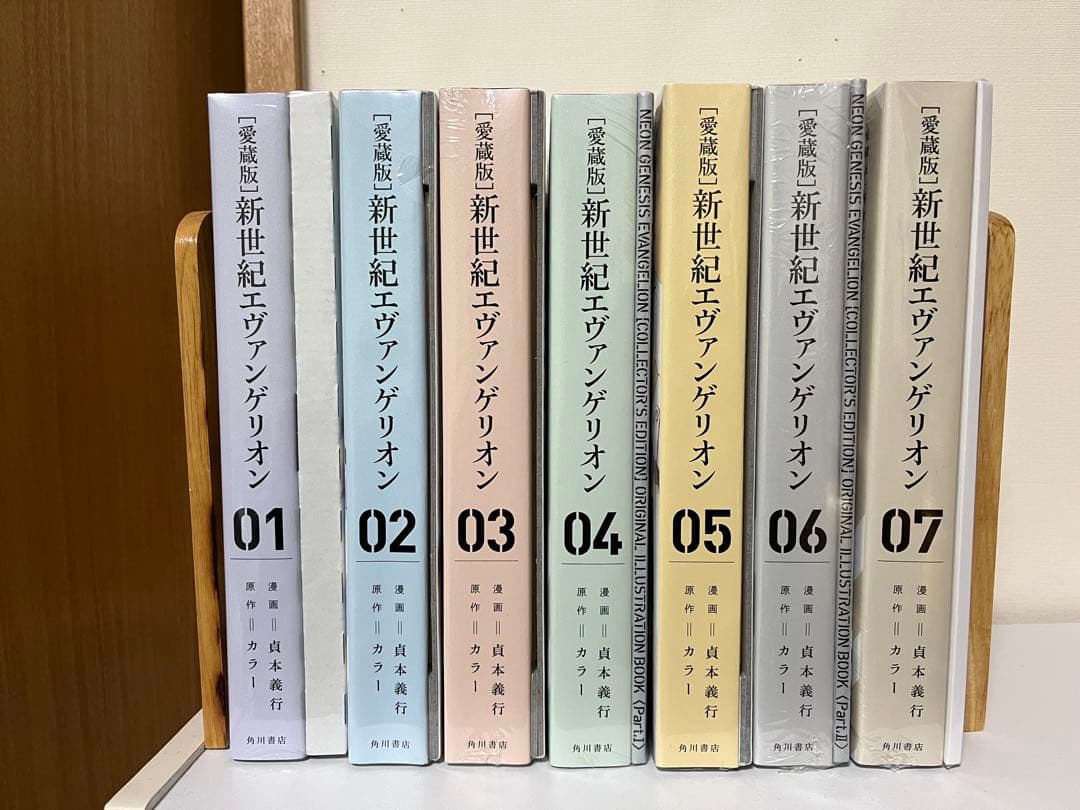 [愛蔵版]新世紀エヴァンゲリオン
01
漫画=貞本義行
原作=カラー
[愛蔵版]新世紀エヴァンゲリオン
02
漫画=貞本義行
原作=カラー
角川書店
[愛蔵版]新世紀エヴァンゲリオン
03
漫画=貞本義行
原作=カラー
角川書店
[愛蔵版]新世紀エヴァンゲリオン
04
漫画=貞本義行
原作=カラー
角川書店
NEON GENESIS EVANGELION [COLLECTOR'S EDITION] ORIGINAL ILLUSTRATION BOOK 〈Part.I〉
[愛蔵版]新世紀エヴァンゲリオン
05
漫画=貞本義行
原作=カラー
角川書店
[愛蔵版]新世紀エヴァンゲリオン
06
漫画=貞本義行
原作=カラー
角川書店
NEON GENESIS EVANGELION [COLLECTOR'S EDITION] ORIGINAL ILLUSTRATION BOOK 〈Part.II〉
[愛蔵版]新世紀エヴァンゲリオン
07
漫画=貞本義行
原作=カラー
角川書店